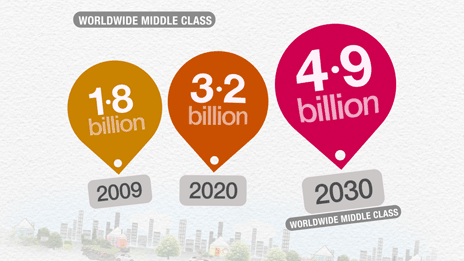 WORLDWIDE MIDDLE CLASS
1·8
billion
3·2
billion
4·9
billion
2009
2020
2030
WORLDWIDE MIDDLE CLASS